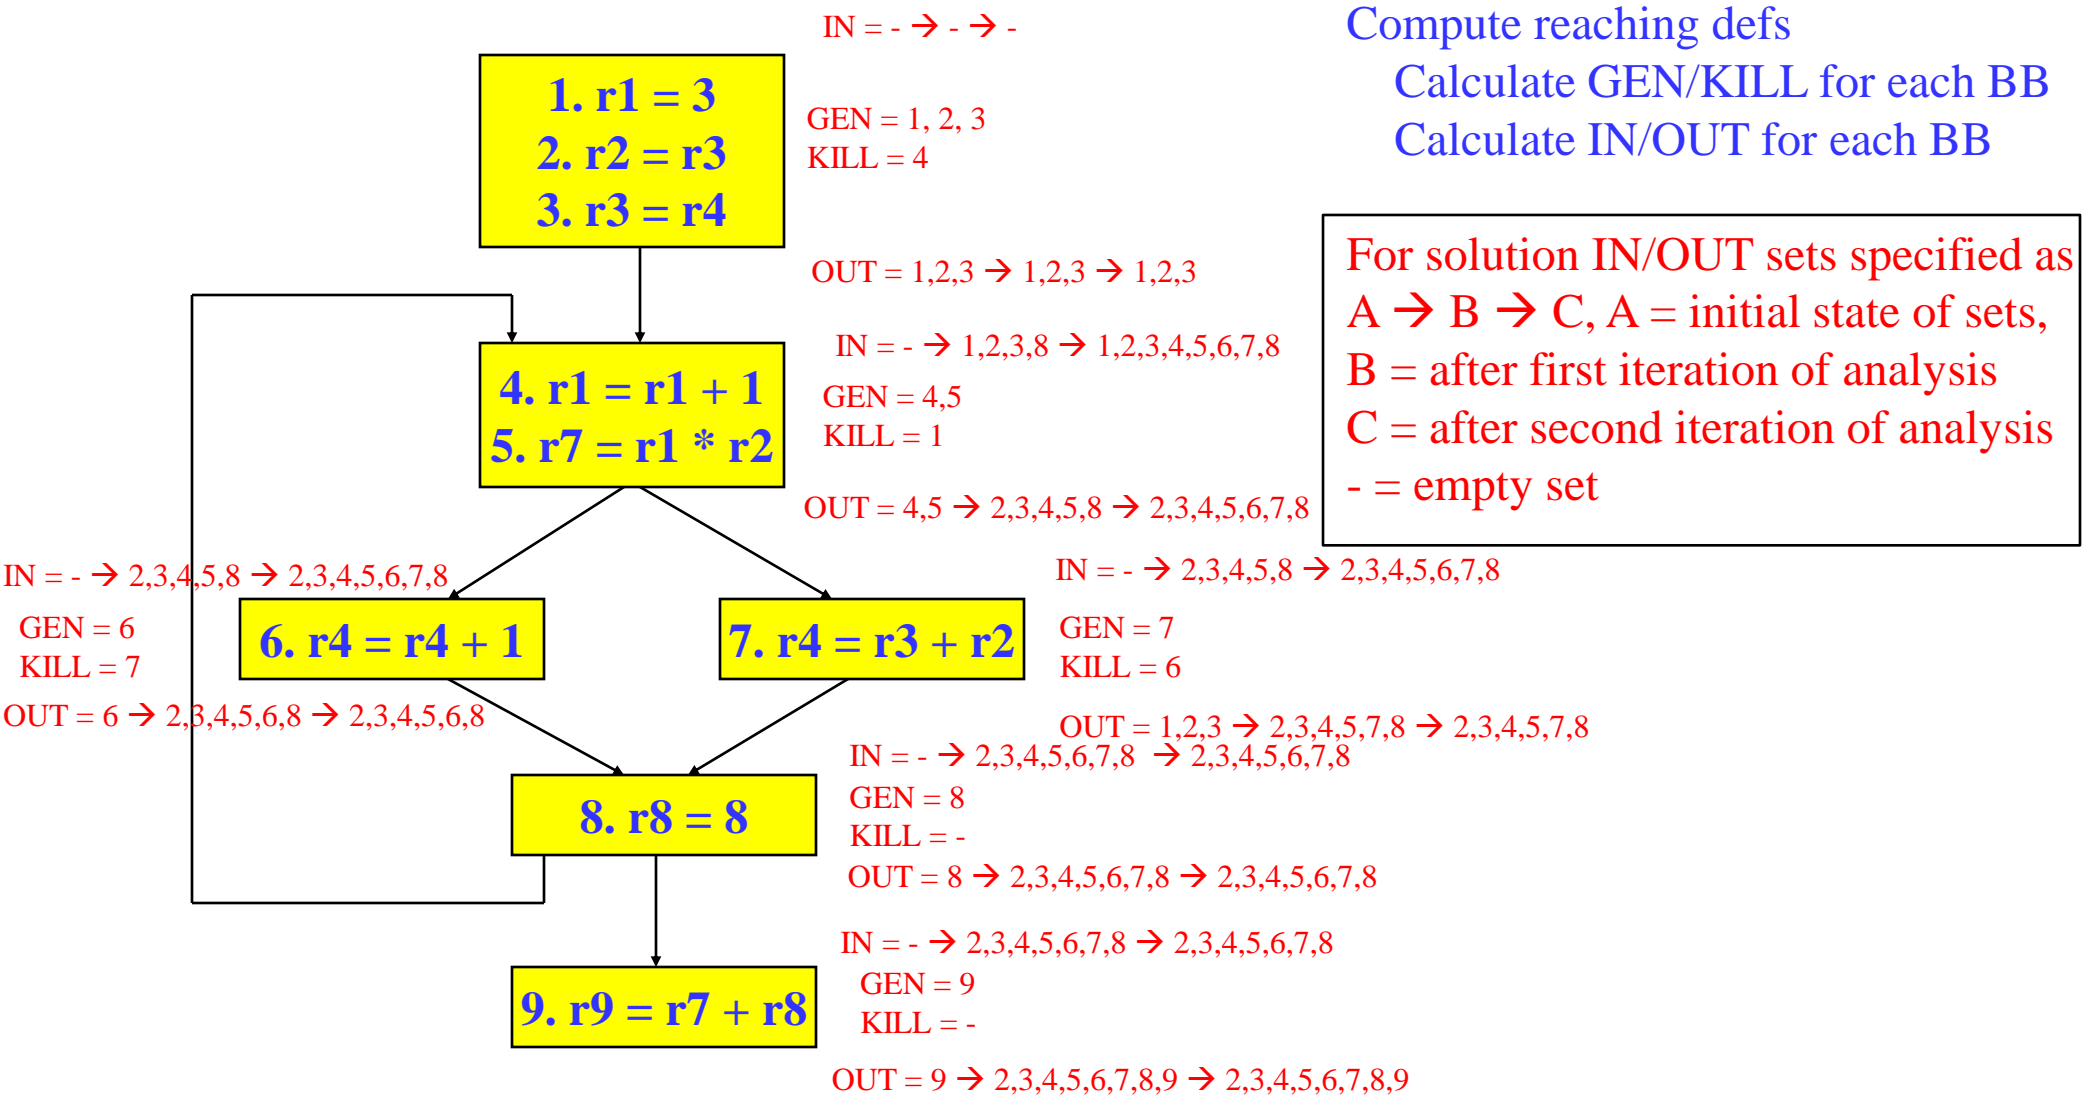 IN = - → - → -
Compute reaching defs
Calculate GEN/KILL for each BB
Calculate IN/OUT for each BB
1. r1 = 3
2. r2 = r3
3. r3 = r4
GEN = 1, 2, 3
KILL = 4
OUT = 1,2,3 → 1,2,3 → 1,2,3
For solution IN/OUT sets specified as
A → B → C, A = initial state of sets,
B = after first iteration of analysis
C = after second iteration of analysis
- = empty set
IN = - → 1,2,3,8 → 1,2,3,4,5,6,7,8
4. r1 = r1 + 1
5. r7 = r1 * r2
GEN = 4,5
KILL = 1
OUT = 4,5 → 2,3,4,5,8 → 2,3,4,5,6,7,8
IN = - → 2,3,4,5,8 → 2,3,4,5,6,7,8
GEN = 6
KILL = 7
6. r4 = r4 + 1
OUT = 6 → 2,3,4,5,6,8 → 2,3,4,5,6,8
IN = - → 2,3,4,5,8 → 2,3,4,5,6,7,8
7. r4 = r3 + r2
GEN = 7
KILL = 6
OUT = 1,2,3 → 2,3,4,5,7,8 → 2,3,4,5,7,8
IN = - → 2,3,4,5,6,7,8 → 2,3,4,5,6,7,8
8. r8 = 8
GEN = 8
KILL = -
OUT = 8 → 2,3,4,5,6,7,8 → 2,3,4,5,6,7,8
IN = - → 2,3,4,5,6,7,8 → 2,3,4,5,6,7,8
9. r9 = r7 + r8
GEN = 9
KILL = -
OUT = 9 → 2,3,4,5,6,7,8,9 → 2,3,4,5,6,7,8,9